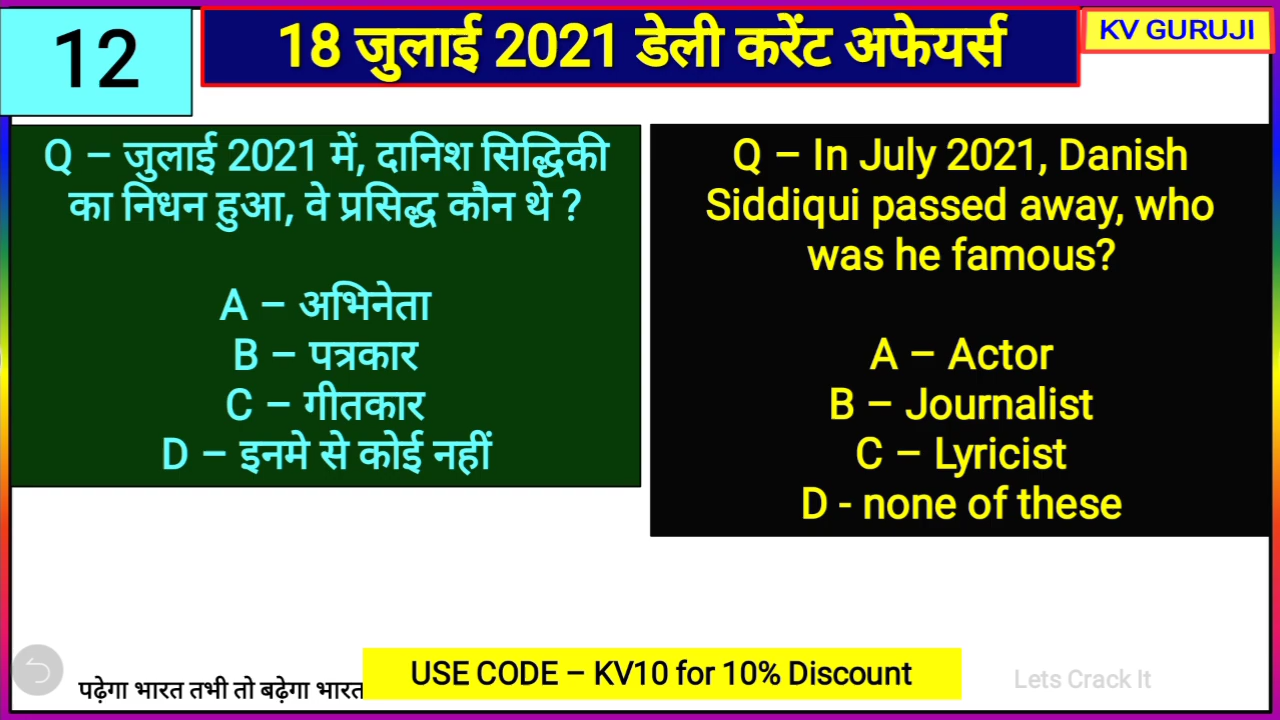 12
18 जुलाई 2021 डेली करेंट अफेयर्स
KV GURUJI
Q – जुलाई 2021 में, दानिश सिद्धिकी
का निधन हुआ, वे प्रसिद्ध कौन थे ?
A – अभिनेता
B – पत्रकार
C – गीतकार
D – इनमे से कोई नहीं
Q – In July 2021, Danish
Siddiqui passed away, who
was he famous?
A – Actor
B – Journalist
C – Lyricist
D - none of these
पढ़ेगा भारत तभी तो बढ़ेगा भारत
USE CODE – KV10 for 10% Discount
Lets Crack It